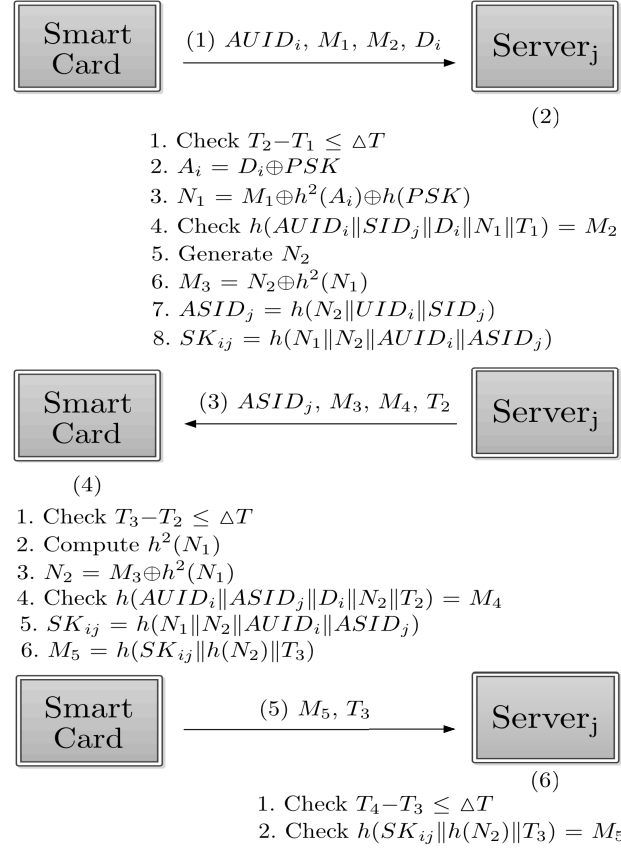 Smart Card
(1) AUID_i, M_1, M_2, D_i
Server_j
(2)
1. Check T_2−T_1 ≤ △T
2. A_i = D_i⊕PSK
3. N_1 = M_1⊕h^2(A_i)⊕h(PSK)
4. Check h(AUID_i‖SID_j‖D_i‖N_1‖T_1) = M_2
5. Generate N_2
6. M_3 = N_2⊕h^2(N_1)
7. ASID_j = h(N_2‖UID_i‖SID_j)
8. SK_ij = h(N_1‖N_2‖AUID_i‖ASID_j)
Smart Card
(3) ASID_j, M_3, M_4, T_2
Server_j
(4)
1. Check T_3−T_2 ≤ △T
2. Compute h^2(N_1)
3. N_2 = M_3⊕h^2(N_1)
4. Check h(AUID_i‖ASID_j‖D_i‖N_2‖T_2) = M_4
5. SK_ij = h(N_1‖N_2‖AUID_i‖ASID_j)
6. M_5 = h(SK_ij‖h(N_2)‖T_3)
Smart Card
(5) M_5, T_3
Server_j
(6)
1. Check T_4−T_3 ≤ △T
2. Check h(SK_ij‖h(N_2)‖T_3) = M_5